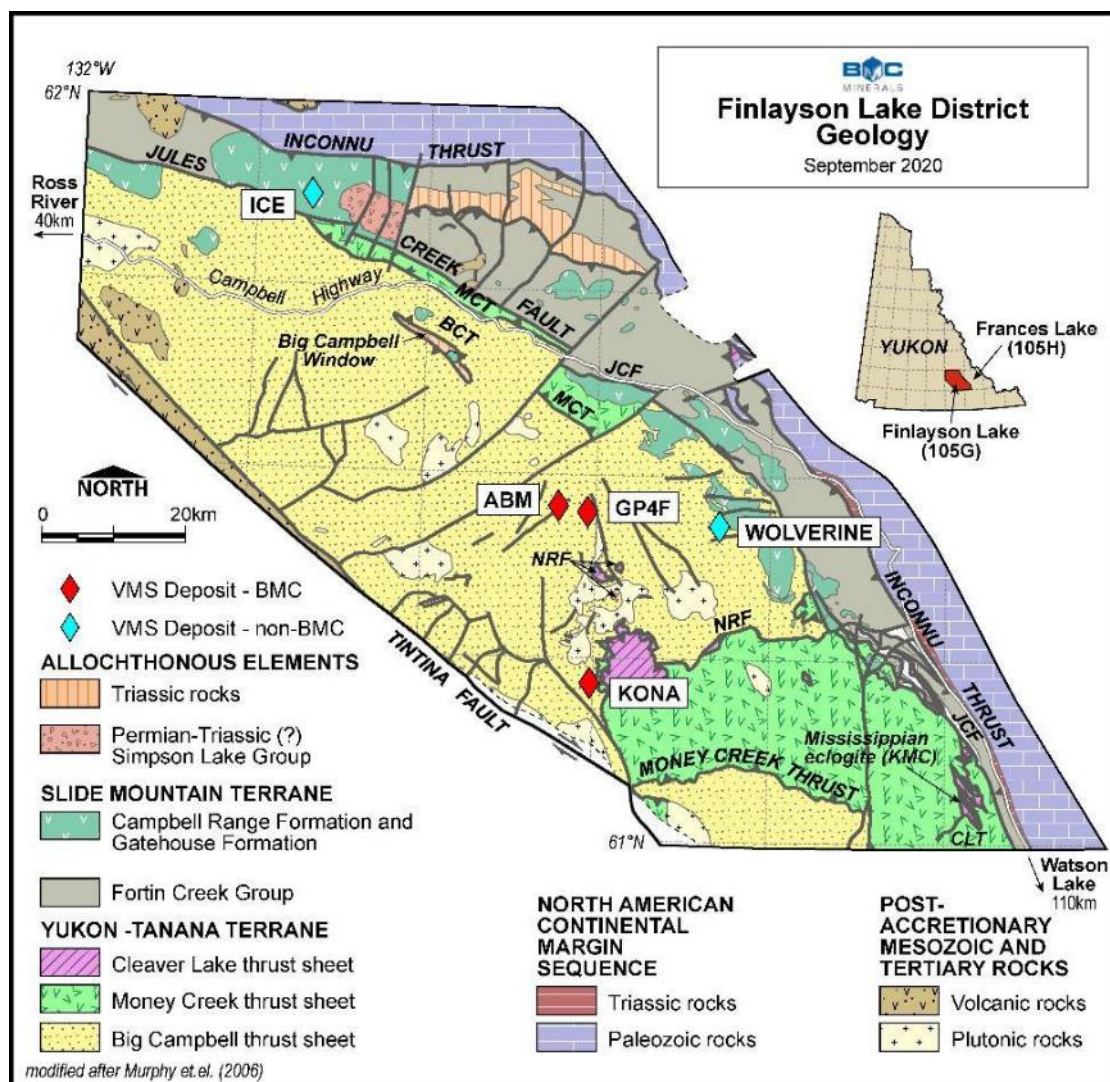 132°W
62°N
BMC
MINERALS
Finlayson Lake District
Geology
September 2020
INCONNU
THRUST
JULES
Ross
River
40km
ICE
CREEK
FAULT
Campbell
Highway
MCT
BCT
Big Campbell
Window
JCF
MCT
YUKON
Frances Lake
(105H)
Finlayson Lake
(105G)
NORTH
0
20km
ABM
GP4F
WOLVERINE
NRF
NRF
INCONNU
THRUST
JCF
TINTINA FAULT
KONA
MONEY CREEK THRUST
Mississippian
eclogite (KMC)
CLT
61°N
Watson
Lake
110km
VMS Deposit - BMC
VMS Deposit - non-BMC
ALLOCHTHONOUS ELEMENTS
Triassic rocks
Permian-Triassic (?)
Simpson Lake Group
SLIDE MOUNTAIN TERRANE
Campbell Range Formation and
Gatehouse Formation
Fortin Creek Group
YUKON -TANANA TERRANE
Cleaver Lake thrust sheet
Money Creek thrust sheet
Big Campbell thrust sheet
NORTH AMERICAN
CONTINENTAL
MARGIN
SEQUENCE
Triassic rocks
Paleozoic rocks
POST-
ACCRETIONARY
MESOZOIC AND
TERTIARY ROCKS
Volcanic rocks
Plutonic rocks
modified after Murphy et.el. (2006)